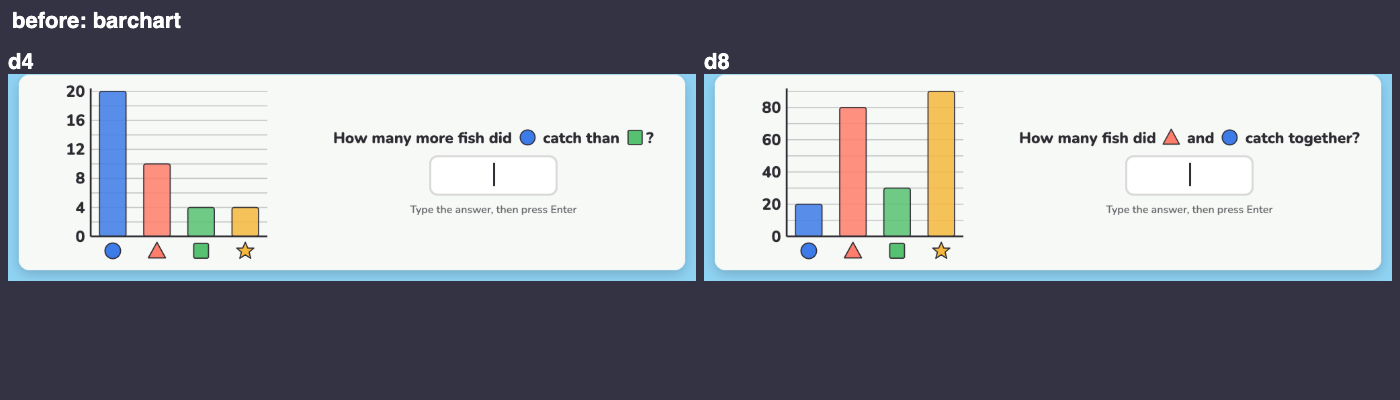 before: barchart
d4
20
16
12
8
4
0
How many more fish did catch than ?
Type the answer, then press Enter
d8
80
60
40
20
0
How many fish did and catch together?
Type the answer, then press Enter